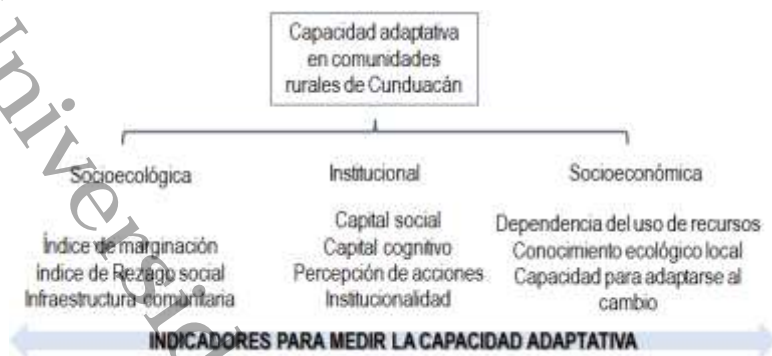 Capacidad adaptativa
en comunidades
rurales de Cunduacán
Socioecológica
Índice de marginación
índice de Rezago social
Infraestructura comunitaria
Institucional
Capital social
Capital cognitivo
Percepción de acciones
Institucionalidad
Socioeconómica
Dependencia del uso de recursos
Conocimiento ecológico local
Capacidad para adaptarse al
cambio
INDICADORES PARA MEDIR LA CAPACIDAD ADAPTATIVA
Universid